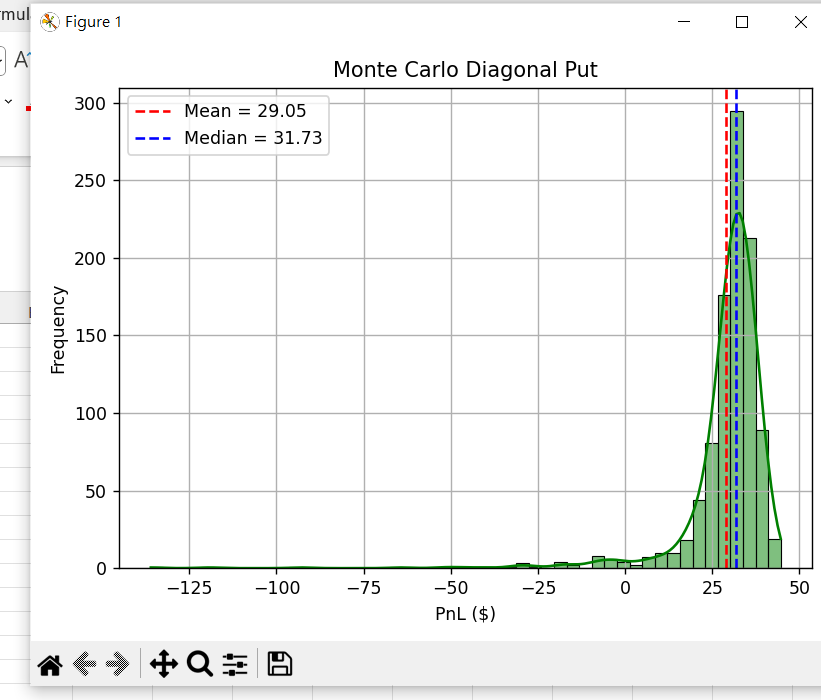 rmul
Figure 1
A
Monte Carlo Diagonal Put
Mean = 29.05
Median = 31.73
300
250
200
150
100
50
0
Frequency
−125
−100
−75
−50
−25
0
25
50
PnL ($)